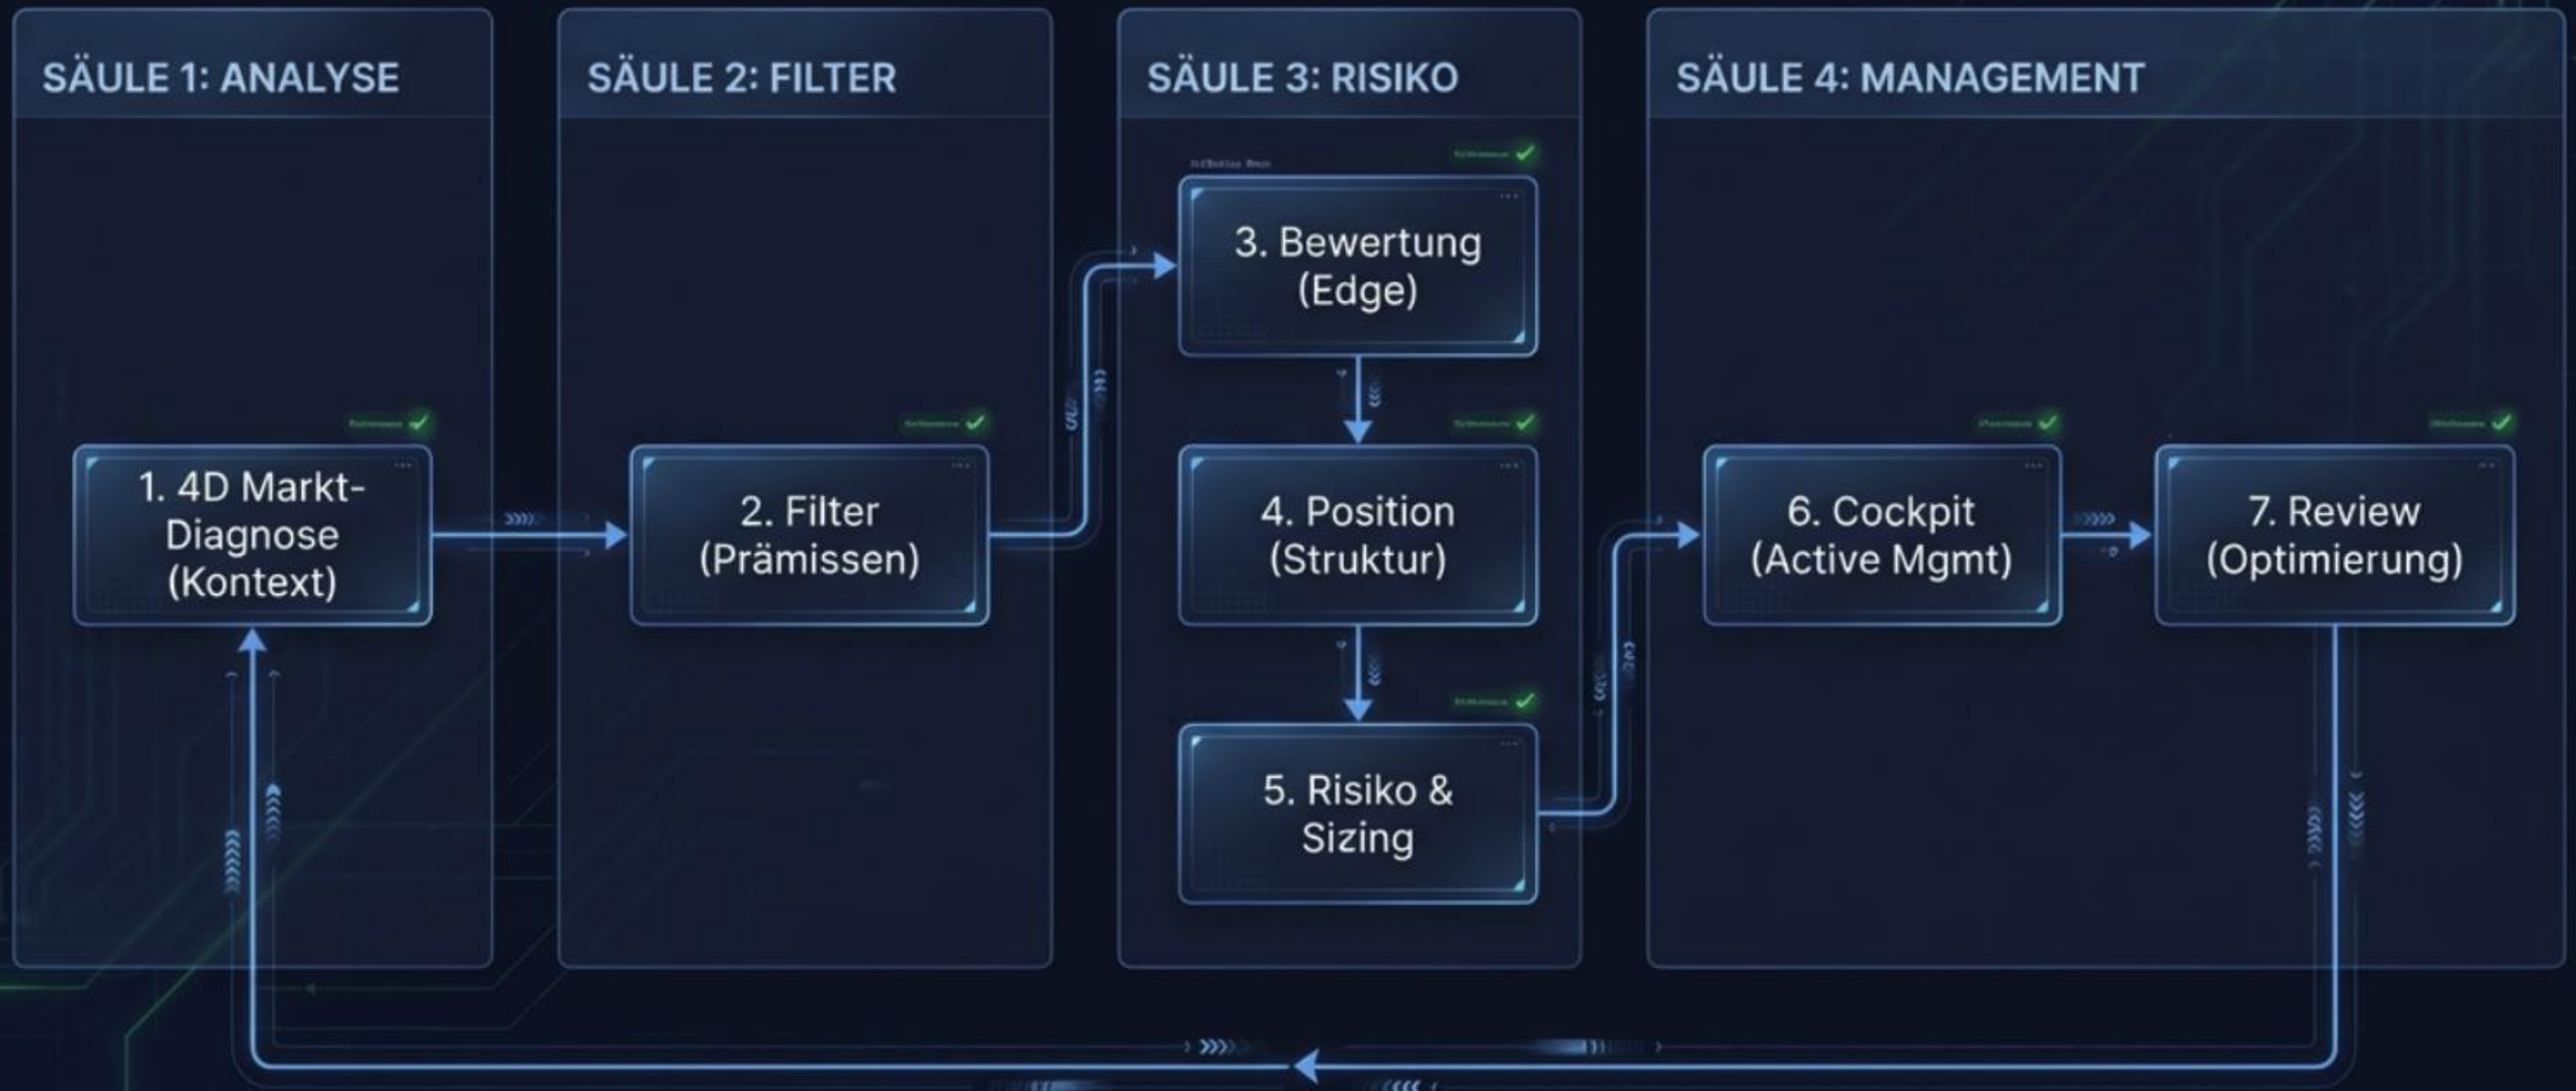 SÄULE 1: ANALYSE
SÄULE 2: FILTER
SÄULE 3: RISIKO
SÄULE 4: MANAGEMENT
1. 4D Markt-
Diagnose
(Kontext)
2. Filter
(Prämissen)
3. Bewertung
(Edge)
4. Position
(Struktur)
5. Risiko &
Sizing
6. Cockpit
(Active Mgmt)
7. Review
(Optimierung)